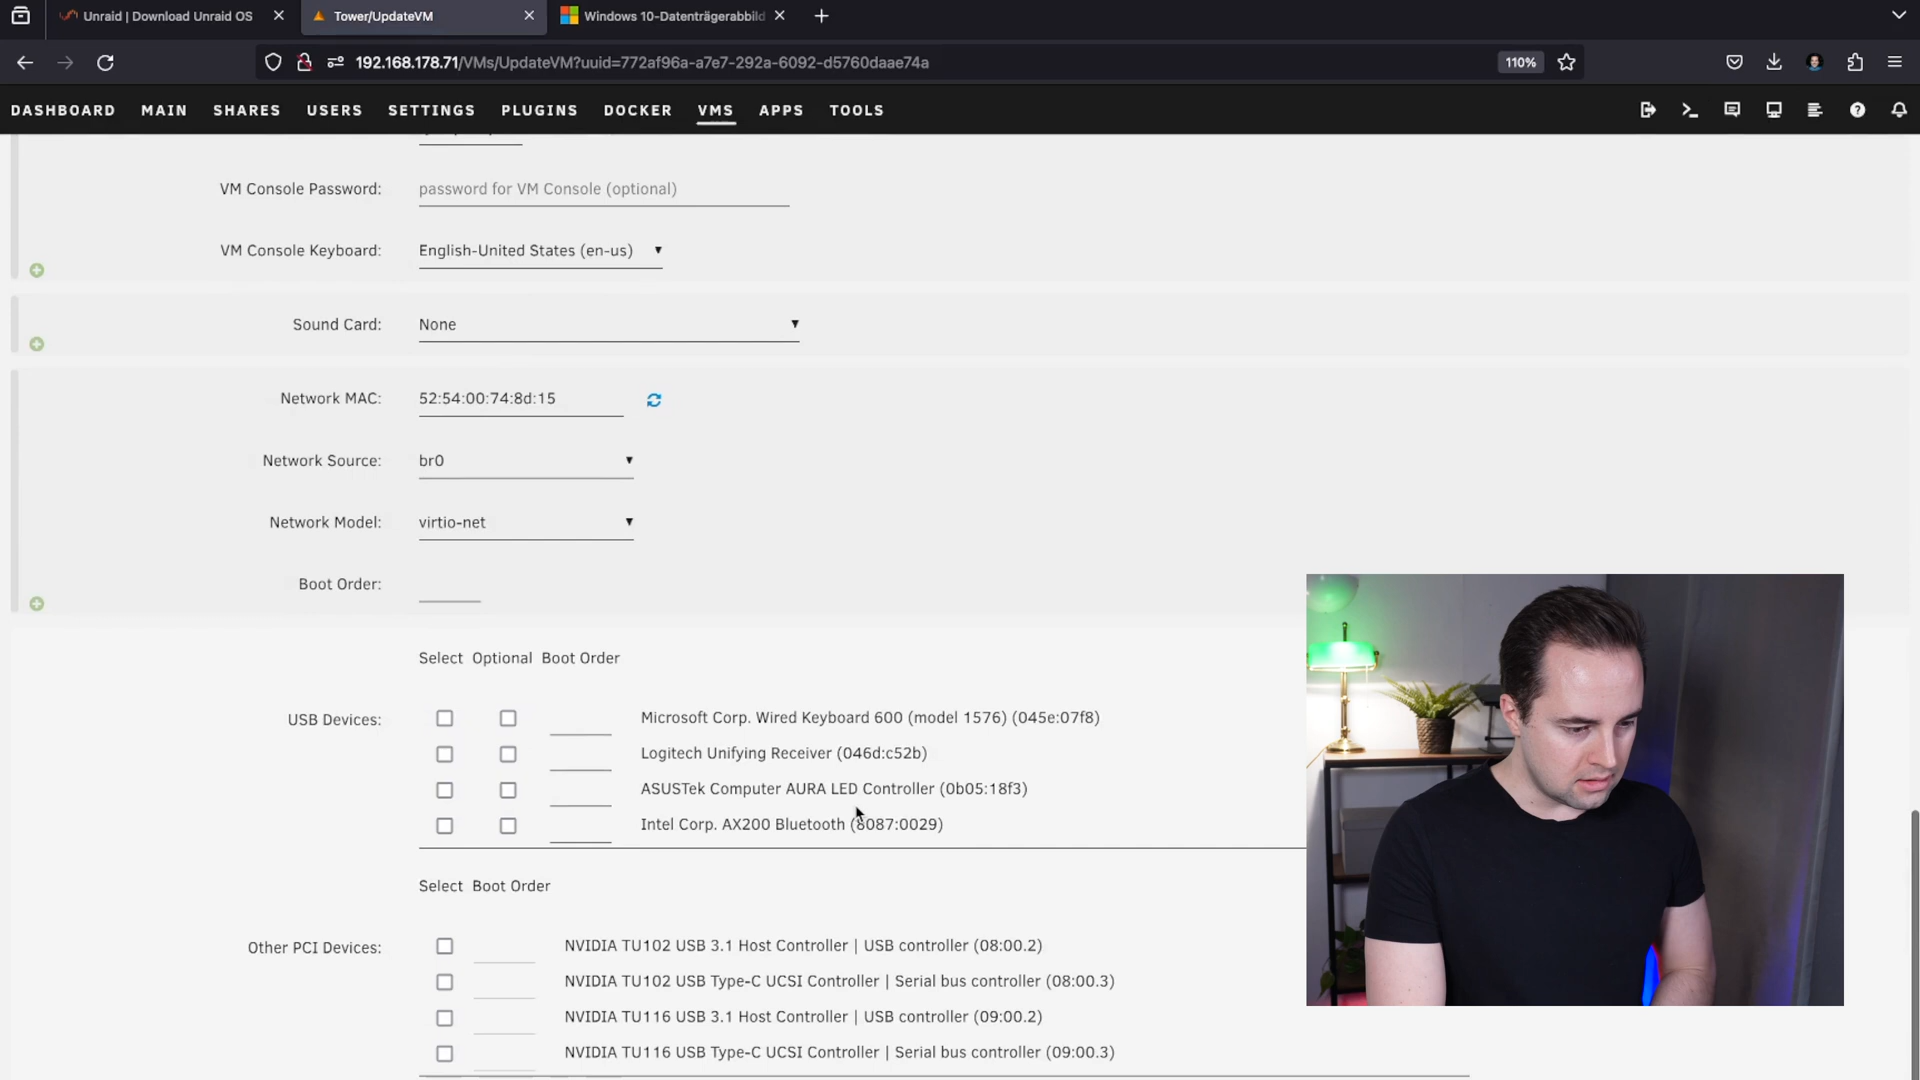 Unraid | Download Unraid OS
Tower/UpdateVM
Windows 10-Datenträgerabbild
192.168.178.71/VMs/UpdateVM?uuid=772af96a-a7e7-292a-6092-d5760daae74a
110%
DASHBOARD MAIN SHARES USERS SETTINGS PLUGINS DOCKER VMS APPS TOOLS
VM Console Password: password for VM Console (optional)
VM Console Keyboard: English-United States (en-us)
Sound Card: None
Network MAC: 52:54:00:74:8d:15
Network Source: br0
Network Model: virtio-net
Boot Order:
Select Optional Boot Order
USB Devices: Microsoft Corp. Wired Keyboard 600 (model 1576) (045e:07f8)
Logitech Unifying Receiver (046d:c52b)
ASUSTek Computer AURA LED Controller (0b05:18f3)
Intel Corp. AX200 Bluetooth (8087:0029)
Select Boot Order
Other PCI Devices: NVIDIA TU102 USB 3.1 Host Controller | USB controller (08:00.2)
NVIDIA TU102 USB Type-C UCSI Controller | Serial bus controller (08:00.3)
NVIDIA TU116 USB 3.1 Host Controller | USB controller (09:00.2)
NVIDIA TU116 USB Type-C UCSI Controller | Serial bus controller (09:00.3)